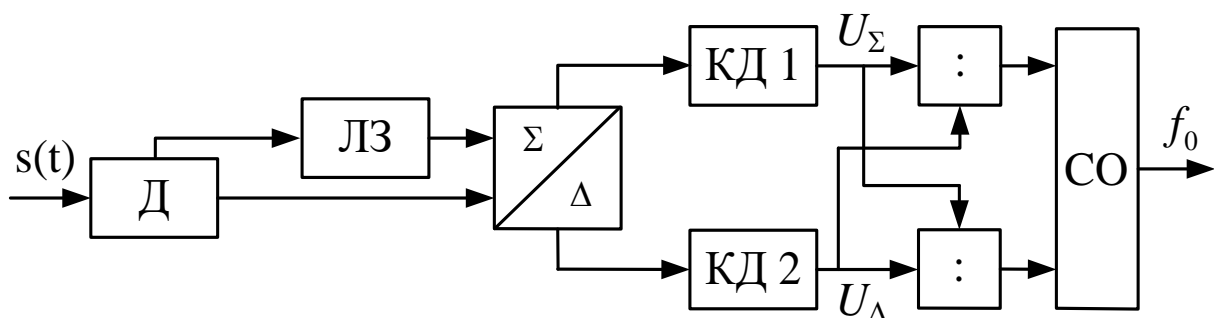 s(t)
Д
ЛЗ
Σ
Δ
КД 1
U_Σ
:
КД 2
U_Δ
:
СО
f_0